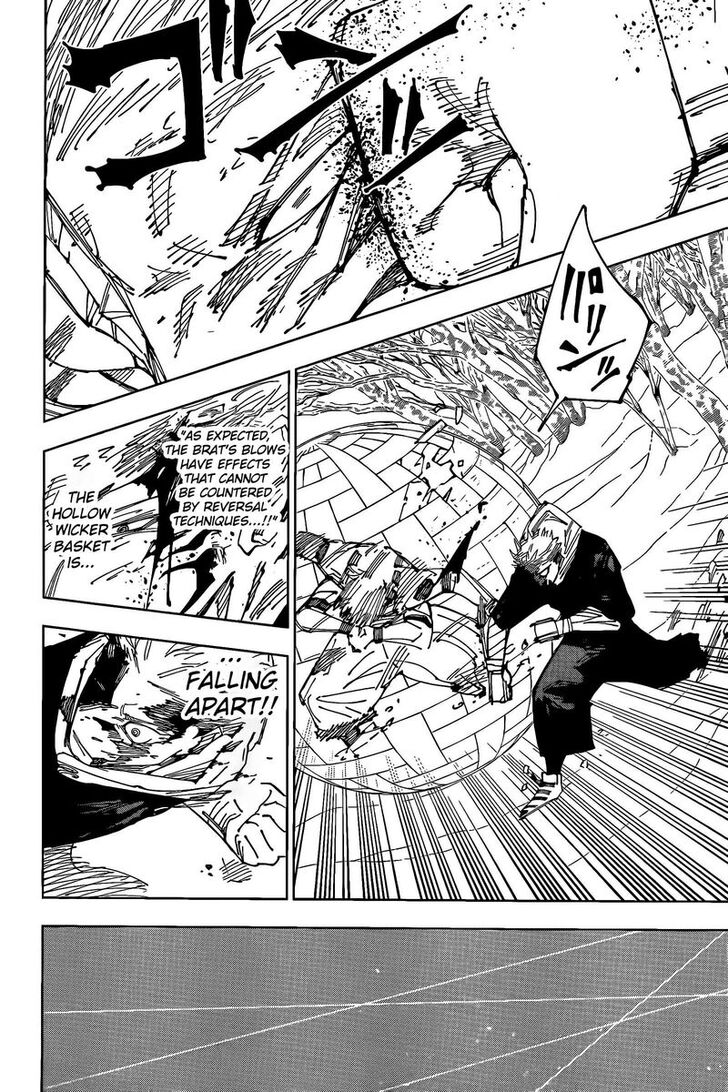 ゴッ
パンッ
"AS EXPECTED,
THE BRAT'S BLOWS
HAVE EFFECTS
THAT CANNOT
BE COUNTERED
BY REVERSAL
TECHNIQUES...!!"
THE
HOLLOW
WICKER
BASKET
IS...
...
FALLING
APART!!